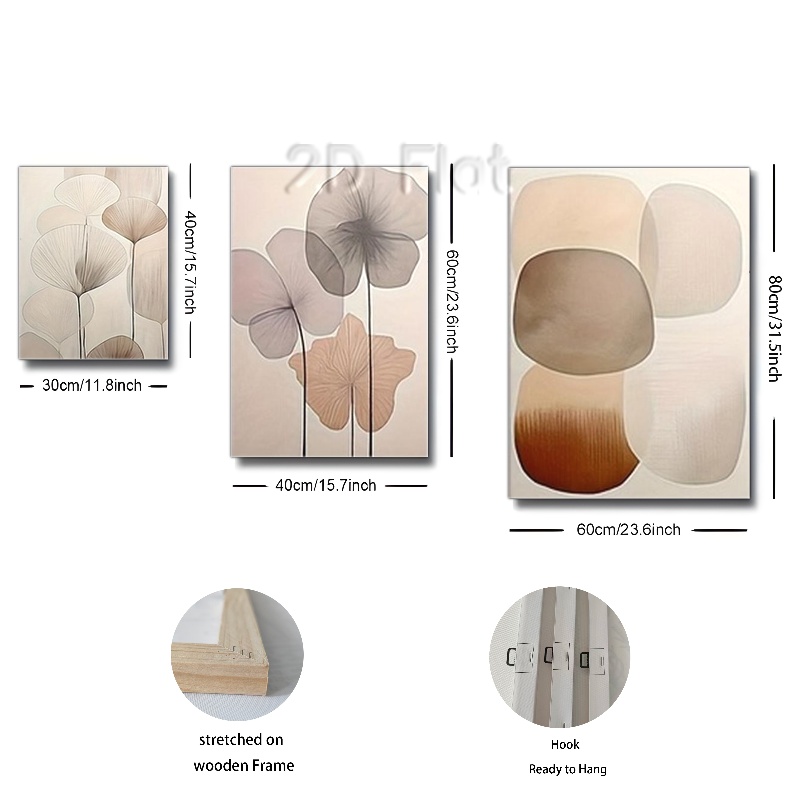 2D Flat
40cm/15.7inch
30cm/11.8inch
60cm/23.6inch
40cm/15.7inch
80cm/31.5inch
60cm/23.6inch
stretched on
wooden Frame
Hook
Ready to Hang